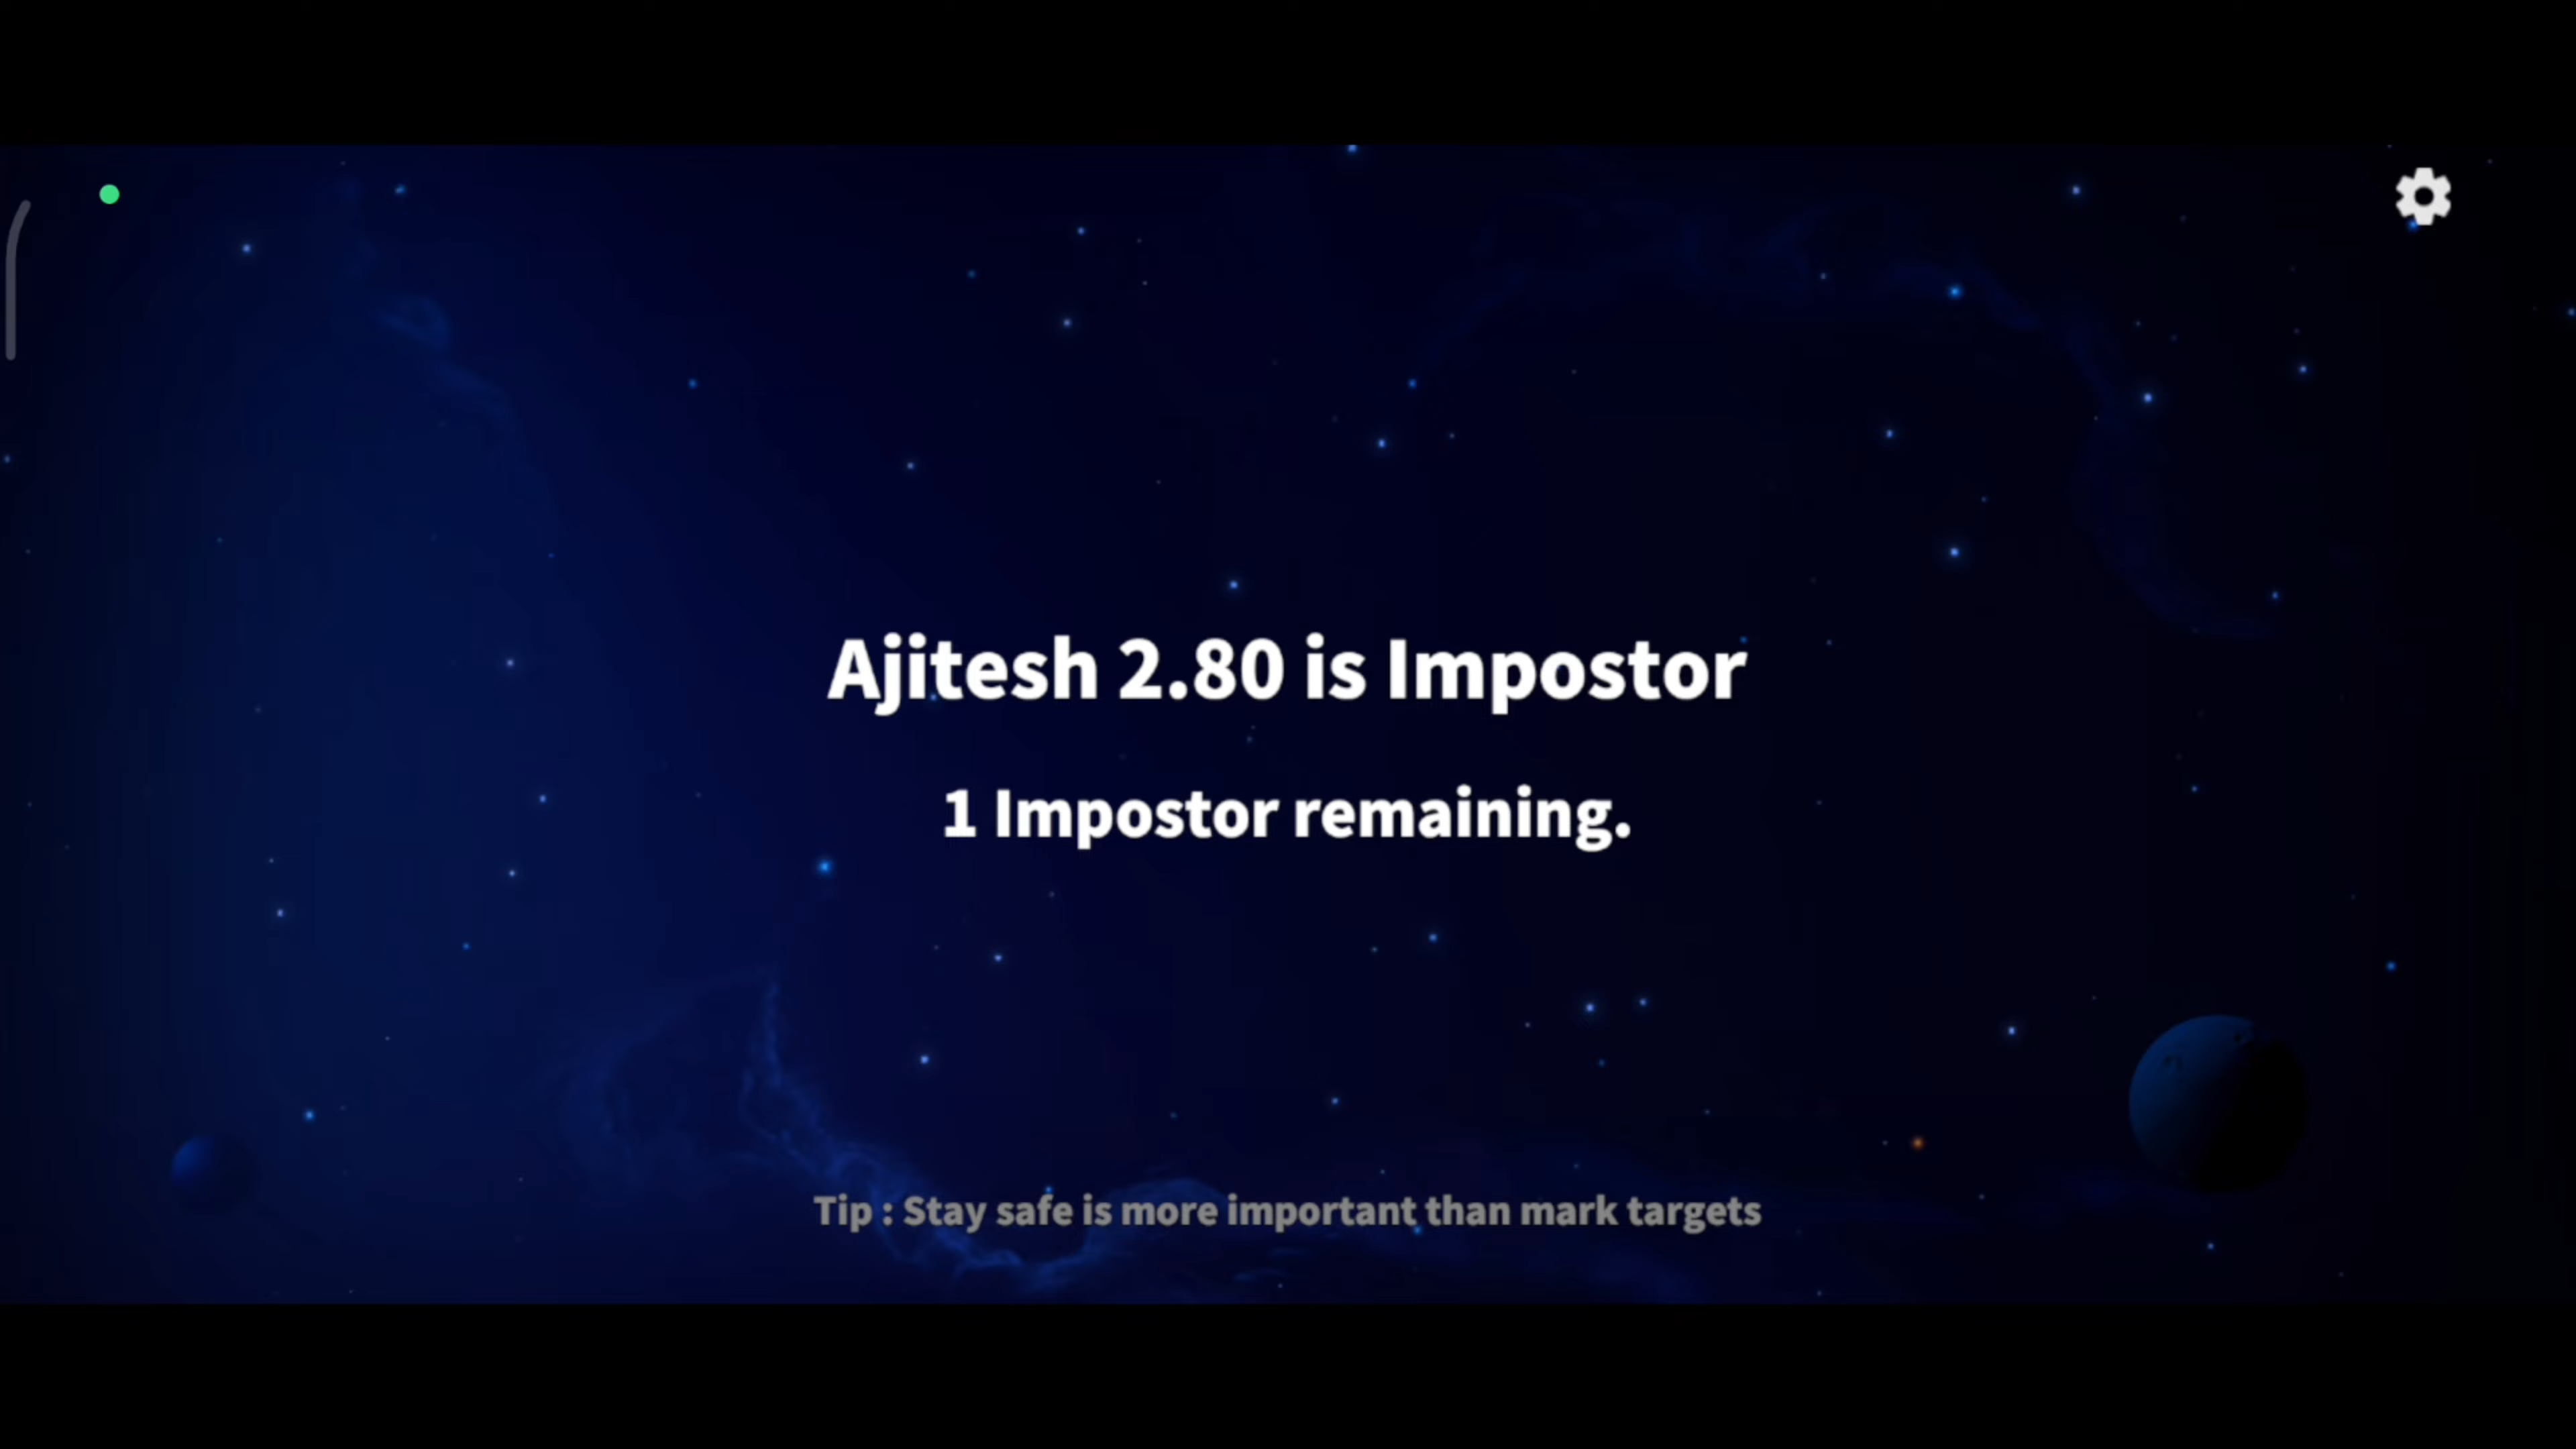 Ajitesh 2.80 is Impostor
1 Impostor remaining.
Tip : Stay safe is more important than mark targets